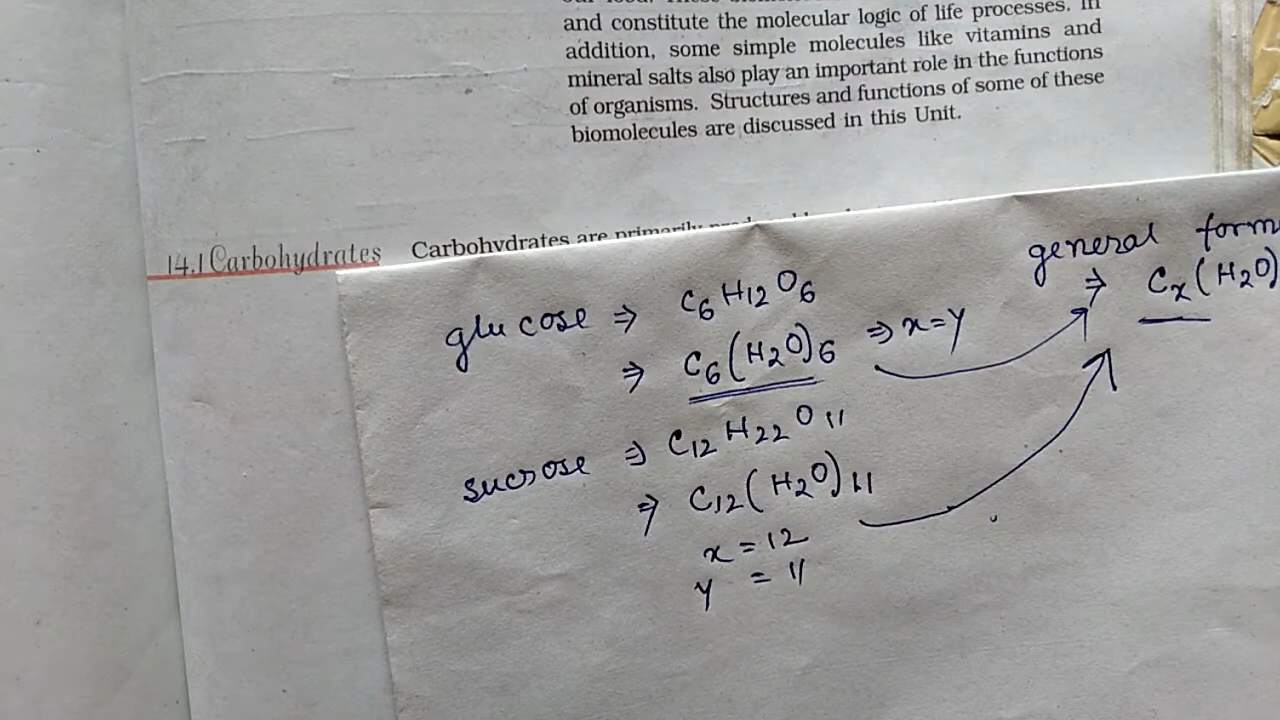 and constitute the molecular logic of life processes. In
addition, some simple molecules like vitamins and
mineral salts also play an important role in the functions
of organisms. Structures and functions of some of these
biomolecules are discussed in this Unit.
14.1 Carbohydrates Carbohydrates are primarily
general form
⇒ Cx(H2O)
glucose ⇒ C6H12O6
⇒ C6(H2O)6 ⇒ x=y
sucrose ⇒ C12H22O11
⇒ C12(H2O)11
x = 12
y = 11